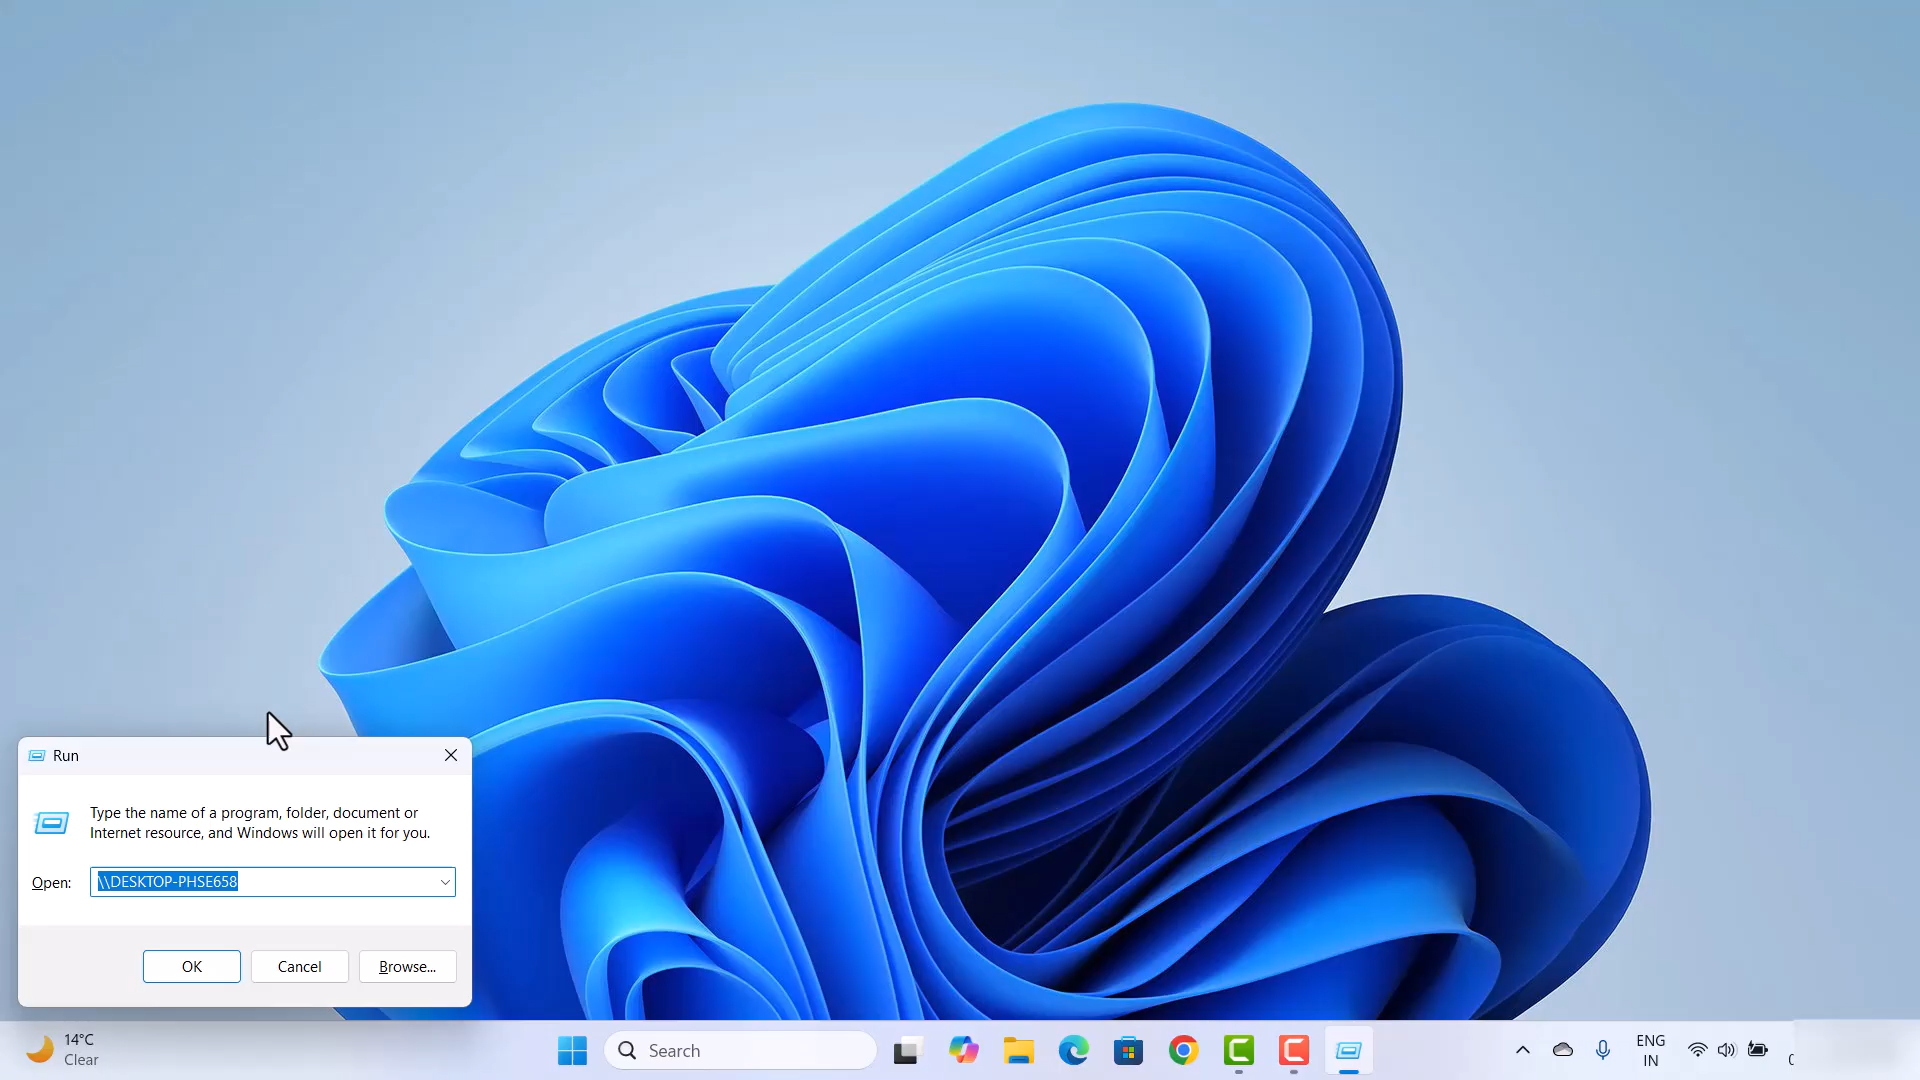 Run
Type the name of a program, folder, document or
Internet resource, and Windows will open it for you.
Open:
\\DESKTOP-PHSE658
OK
Cancel
Browse...
14°C
Clear
Search
ENG
IN